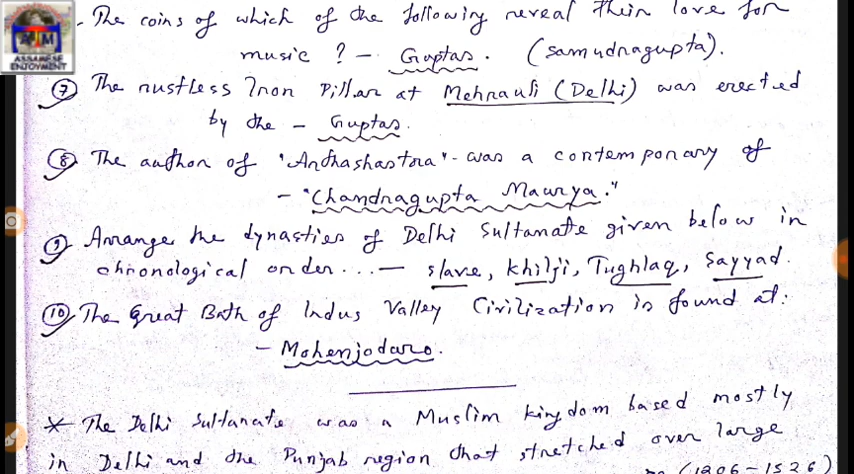 - The coins of which of the following reveal their love for
music? - Guptas. (samudragupta).
⑦ The rustless Iron Pillar at Mehrauli (Delhi) was erected
by the - Guptas.
⑧ The author of 'Arthashastra' - was a contemporary of
- "Chandragupta Maurya."
⑨ Arrange the dynasties of Delhi Sultanate given below in
chronological order... - slave, khilji, Tughlaq, Sayyad.
⑩ The Great Bath of Indus Valley Civilization is found at:
- Mohenjodaro.
* The Delhi Sultanate was a Muslim kingdom based mostly
in Delhi and the Punjab region that stretched over large
(1206-1526)
ATM
ASSAMESE
ENJOYMENT